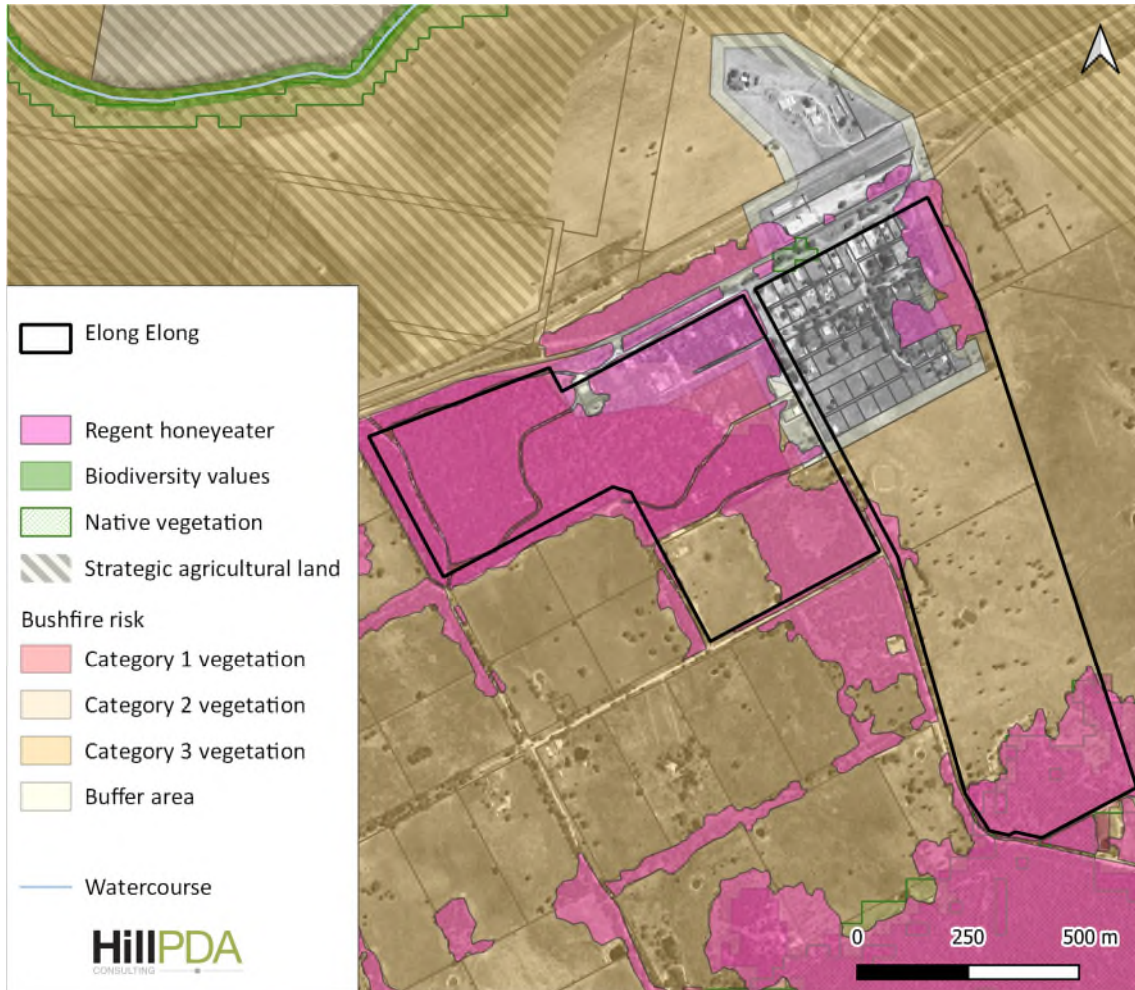 Elong Elong
Regent honeyeater
Biodiversity values
Native vegetation
Strategic agricultural land
Bushfire risk
Category 1 vegetation
Category 2 vegetation
Category 3 vegetation
Buffer area
Watercourse
HillPDA
CONSULTING
0 250 500 m